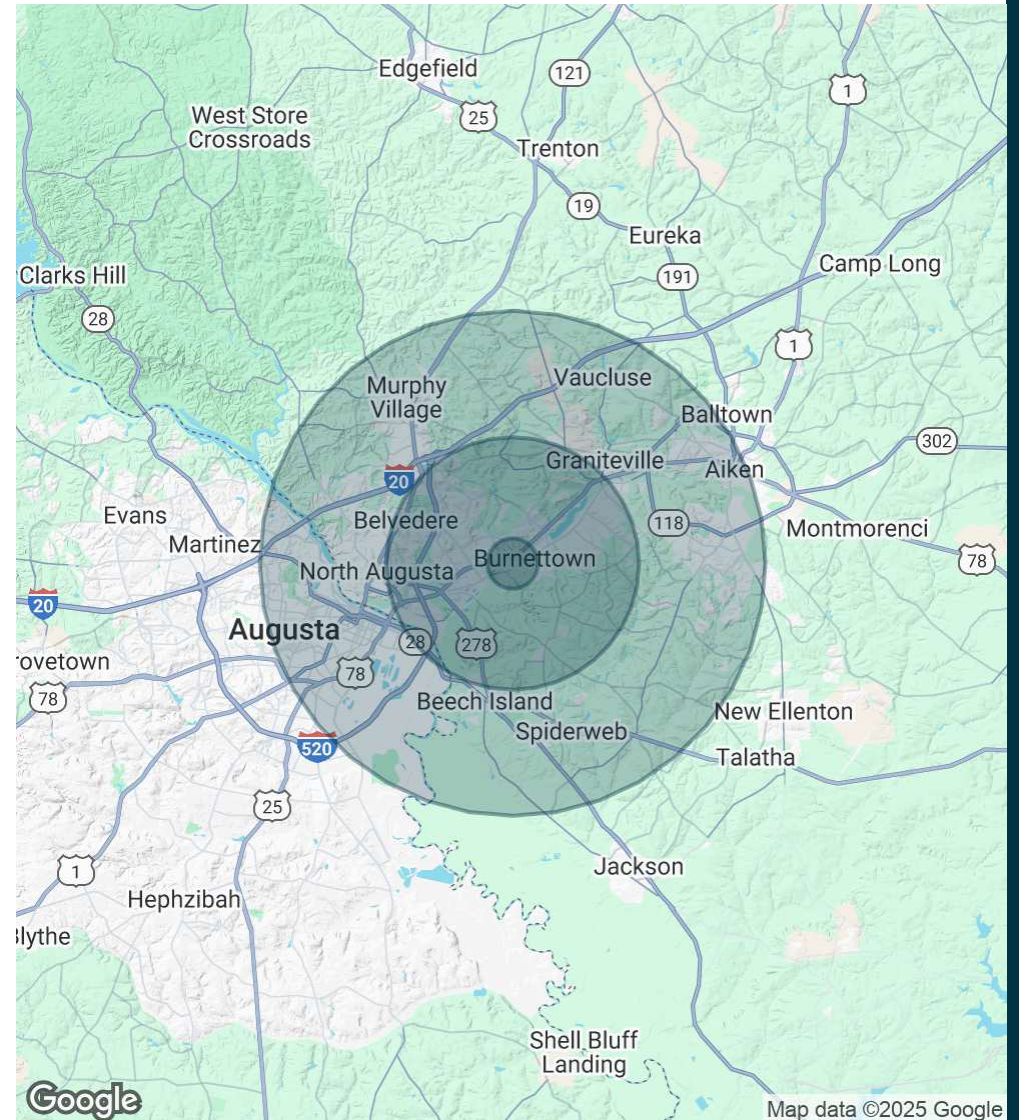 Edgefield
121
1
West Store
Crossroads
25
Trenton
19
Eureka
Camp Long
Clarks Hill
191
28
1
Murphy
Village
Vaucluse
Balltown
302
Graniteville
Aiken
20
Evans
Belvedere
118
Montmorenci
Martinez
Burnettown
78
North Augusta
20
Augusta
28
278
rovetown
78
78
Beech Island
New Ellenton
Spiderweb
520
Talatha
25
1
Jackson
Hephzibah
Blythe
Shell Bluff
Landing
Google
Map data ©2025 Google